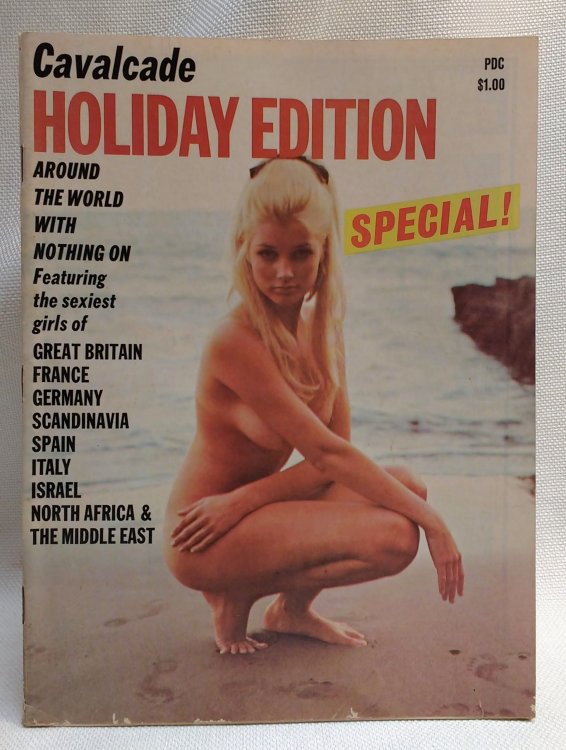 Cavalcade
PDC
$1.00
HOLIDAY EDITION
AROUND
THE WORLD
WITH
NOTHING ON
Featuring
the sexiest
girls of
GREAT BRITAIN
FRANCE
GERMANY
SCANDINAVIA
SPAIN
ITALY
ISRAEL
NORTH AFRICA &
THE MIDDLE EAST
SPECIAL!